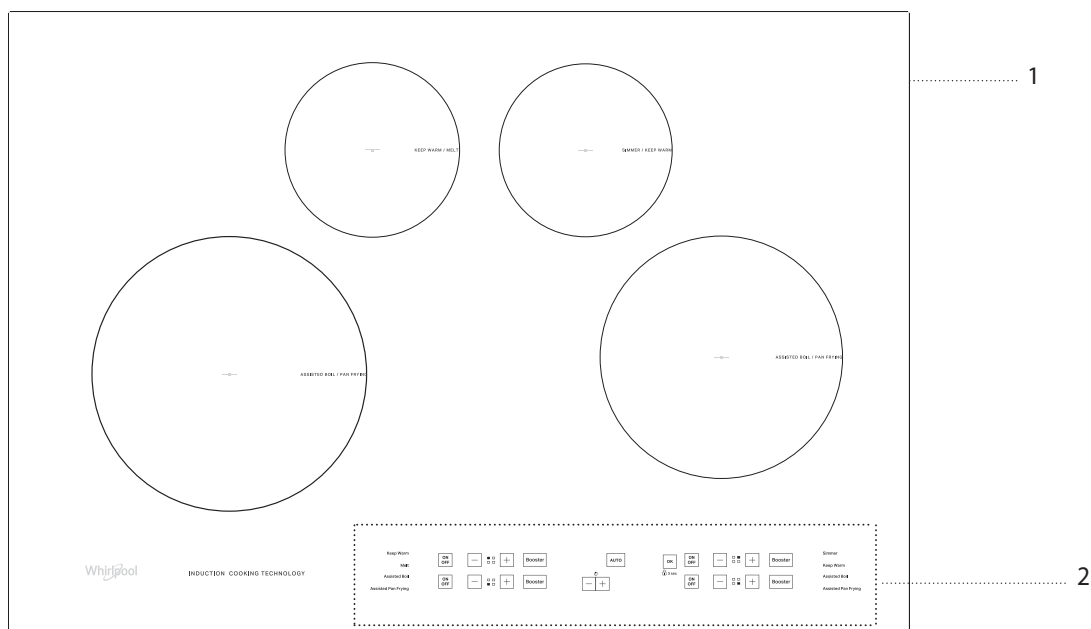 1
KEEP WARM / MELT
SIMMER / KEEP WARM
ASSISTED BOIL / PAN FRYING
ASSISTED BOIL / PAN FRYING
Keep Warm
Melt
ON OFF
Booster
AUTO
OK
3 sec
ON OFF
Booster
Simmer
Keep Warm
Whirlpool
INDUCTION COOKING TECHNOLOGY
Assisted Boil
Assisted Pan Frying
ON OFF
Booster
ON OFF
Booster
Assisted Boil
Assisted Pan Frying
2